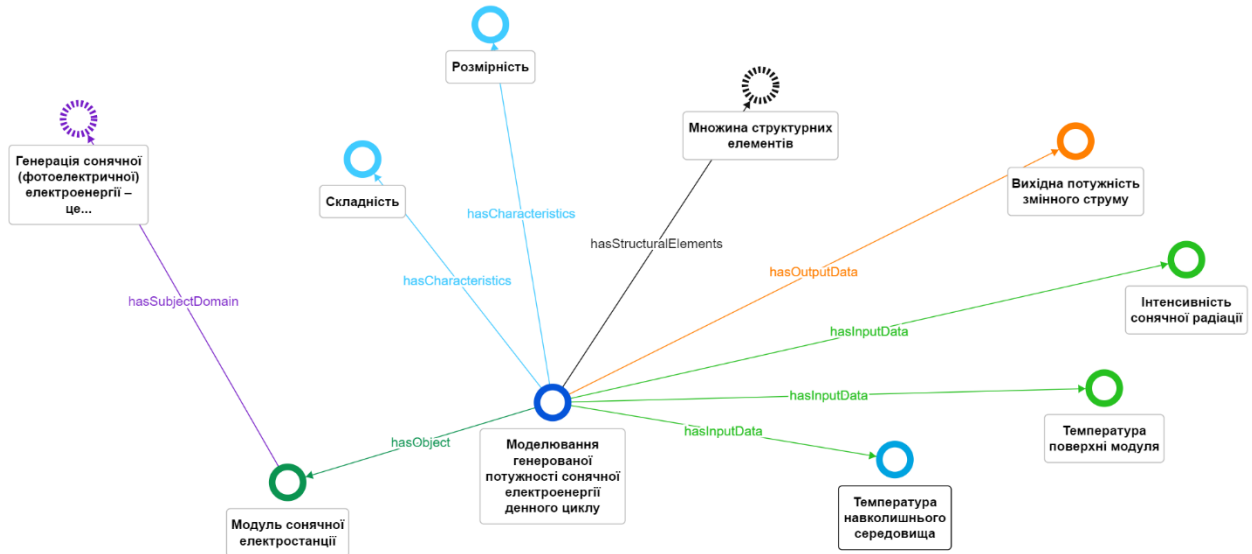 Розмірність
Множина структурних
елементів
Генерація сонячної
(фотоелектричної)
електроенергії –
це...
Складність
Вихідна потужність
змінного струму
hasCharacteristics
hasStructuralElements
hasOutputData
hasCharacteristics
hasSubjectDomain
Інтенсивність
сонячної радіації
hasInputData
hasInputData
hasInputData
hasObject
Температура
поверхні модуля
Моделювання
генерованої
потужності сонячної
електроенергії
денного циклу
Температура
навколишнього
середовища
Модуль сонячної
електростанції